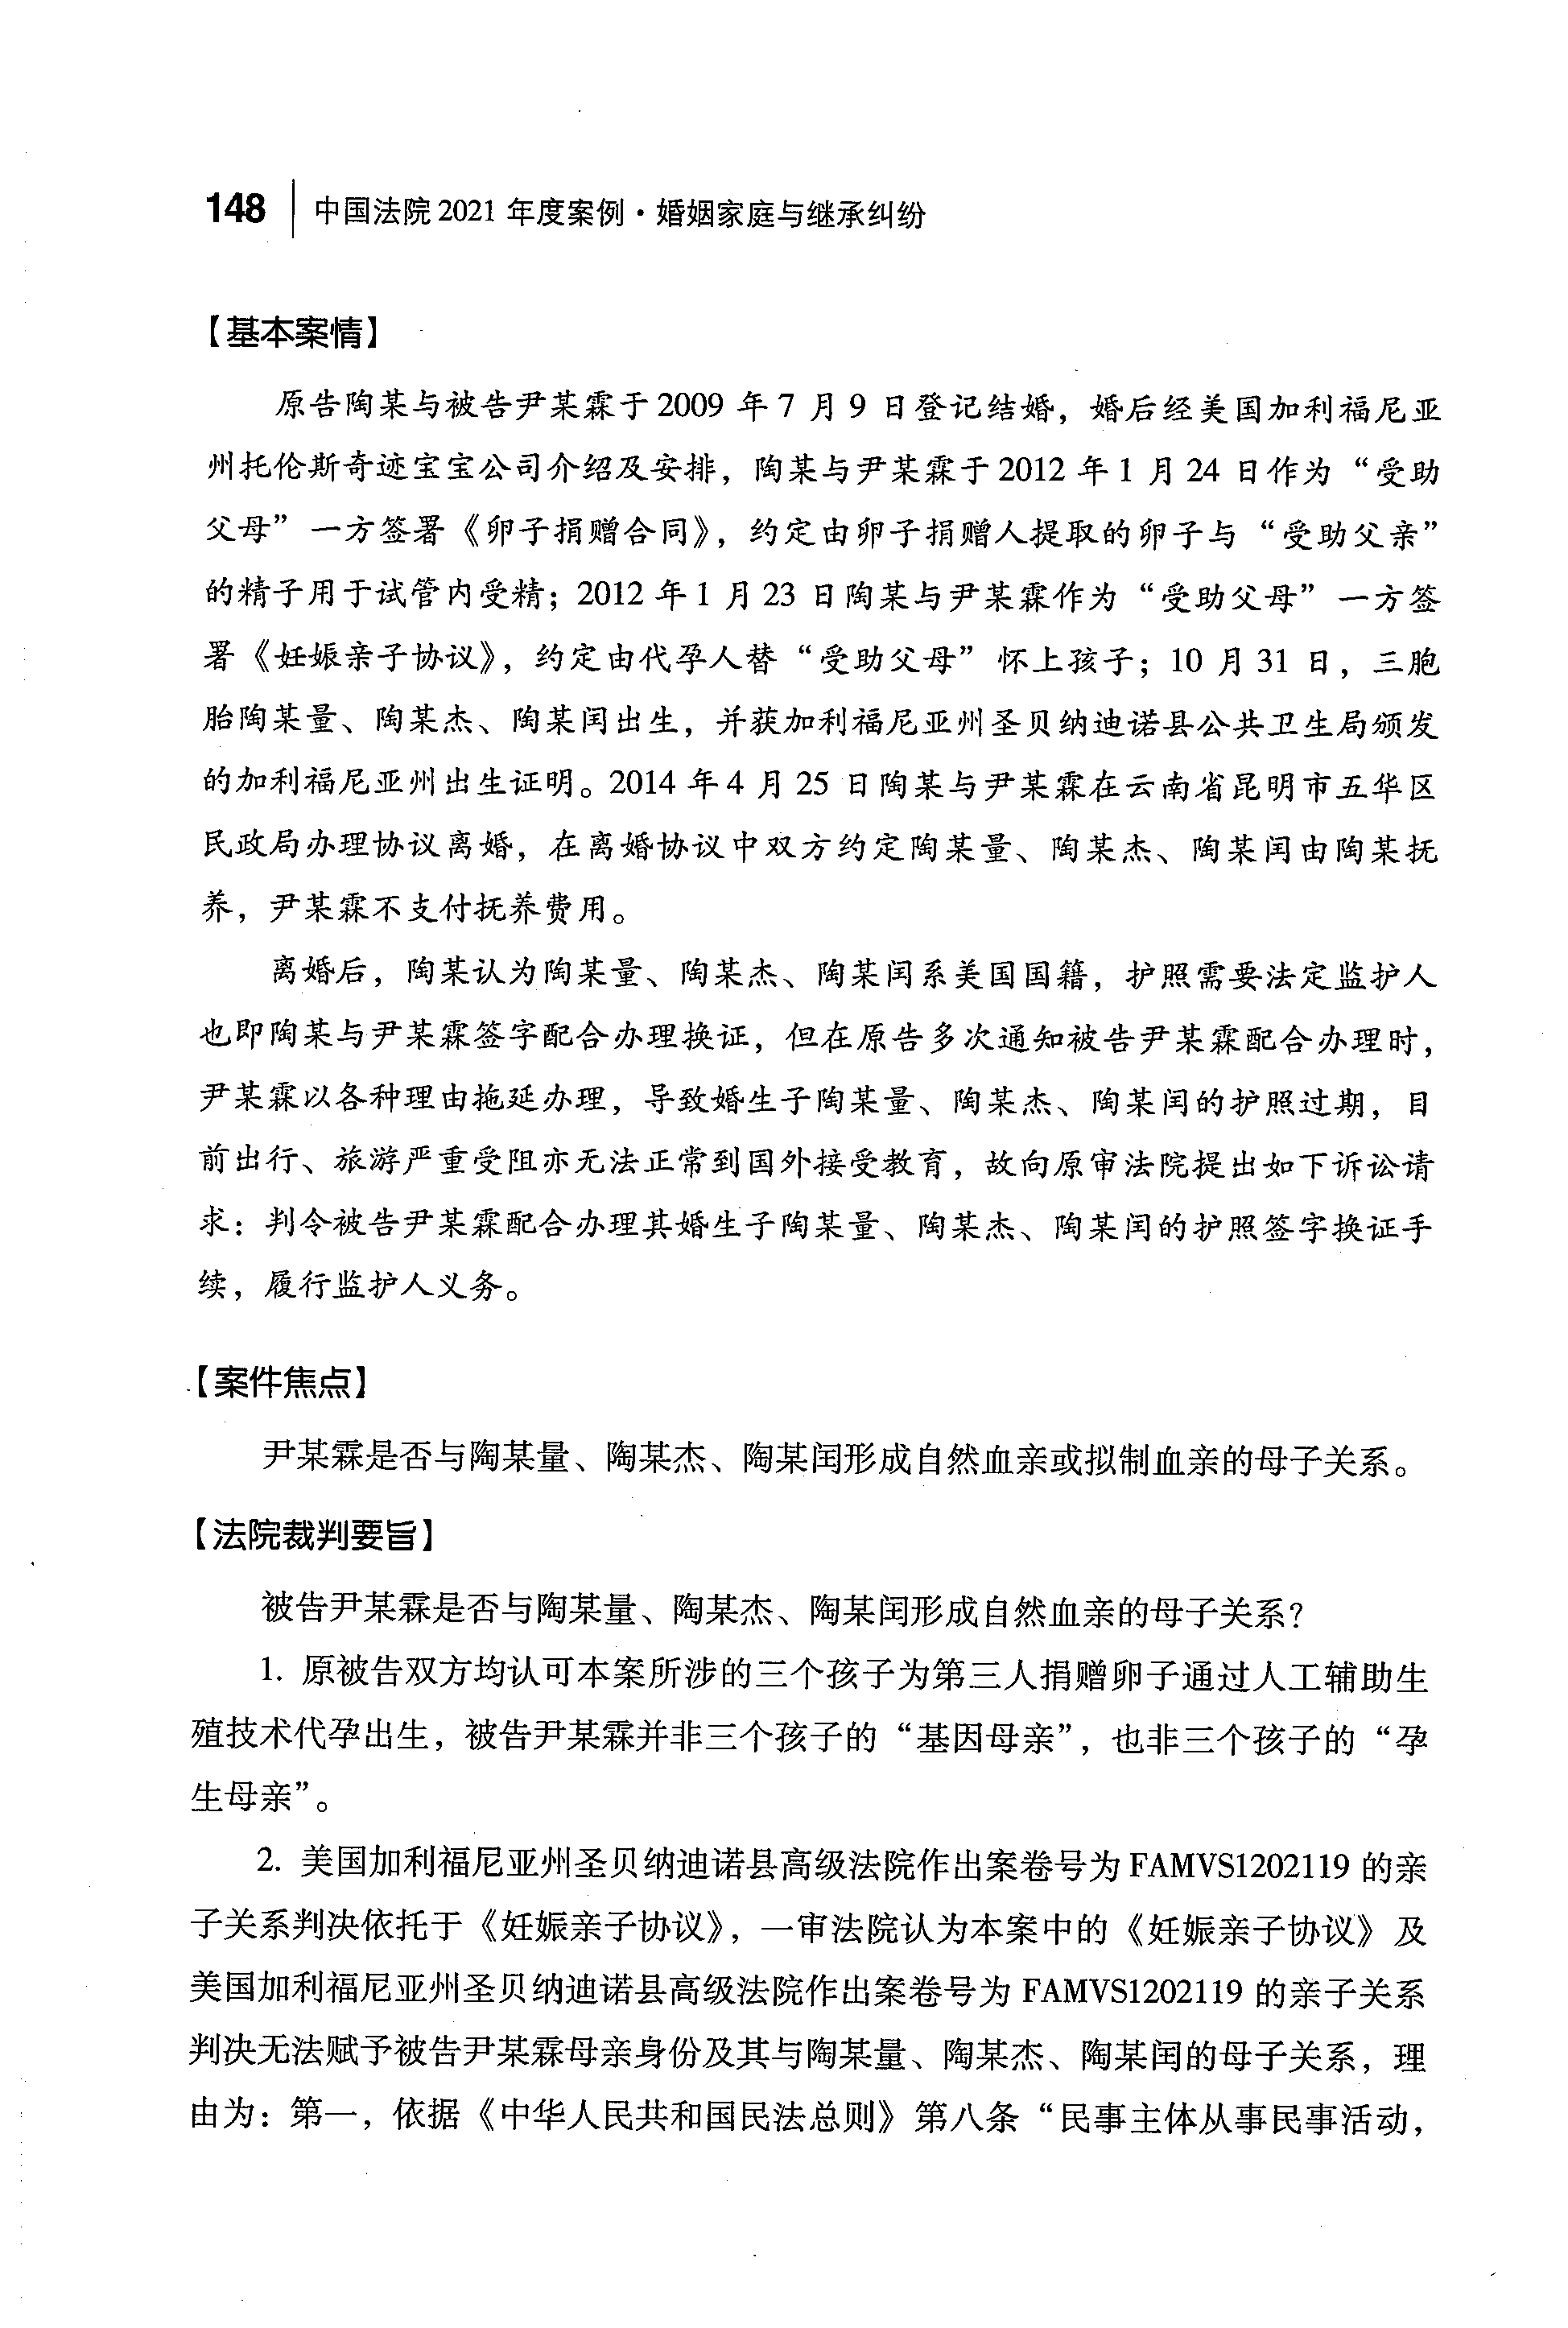 148 中国法院2021年度案例·婚姻家庭与继承纠纷
【基本案情】
原告陶某与被告尹某霖于2009年7月9日登记结婚，婚后经美国加利福尼亚
州托伦斯奇迹宝宝公司介绍及安排，陶某与尹某霖于2012年1月24日作为“受助
父母”一方签署《卵子捐赠合同》，约定由卵子捐赠人提取的卵子与“受助父亲”
的精子用于试管内受精；2012年1月23日陶某与尹某霖作为“受助父母”一方签
署《妊娠亲子协议》，约定由代孕人替“受助父母”怀上孩子；10月31日，三胞
胎陶某量、陶某杰、陶某闰出生，并获加利福尼亚州圣贝纳迪诺县公共卫生局颁发
的加利福尼亚州出生证明。2014年4月25日陶某与尹某霖在云南省昆明市五华区
民政局办理协议离婚，在离婚协议中双方约定陶某量、陶某杰、陶某闰由陶某抚
养，尹某霖不支付抚养费用。
离婚后，陶某认为陶某量、陶某杰、陶某闰系美国国籍，护照需要法定监护人
也即陶某与尹某霖签字配合办理换证，但在原告多次通知被告尹某霖配合办理时，
尹某霖以各种理由拖延办理，导致婚生子陶某量、陶某杰、陶某闰的护照过期，目
前出行、旅游严重受阻亦无法正常到国外接受教育，故向原审法院提出如下诉讼请
求：判令被告尹某霖配合办理其婚生子陶某量、陶某杰、陶某闰的护照签字换证手
续，履行监护人义务。
【案件焦点】
尹某霖是否与陶某量、陶某杰、陶某闰形成自然血亲或拟制血亲的母子关系。
【法院裁判要旨】
被告尹某霖是否与陶某量、陶某杰、陶某闰形成自然血亲的母子关系？
1. 原被告双方均认可本案所涉的三个孩子为第三人捐赠卵子通过人工辅助生
殖技术代孕出生，被告尹某霖并非三个孩子的“基因母亲”，也非三个孩子的“孕
生母亲”。
2. 美国加利福尼亚州圣贝纳迪诺县高级法院作出案卷号为FAMVS1202119的亲
子关系判决依托于《妊娠亲子协议》，一审法院认为本案中的《妊娠亲子协议》及
美国加利福尼亚州圣贝纳迪诺县高级法院作出案卷号为FAMVS1202119的亲子关系
判决无法赋予被告尹某霖母亲身份及其与陶某量、陶某杰、陶某闰的母子关系，理
由为：第一，依据《中华人民共和国民法总则》第八条“民事主体从事民事活动，